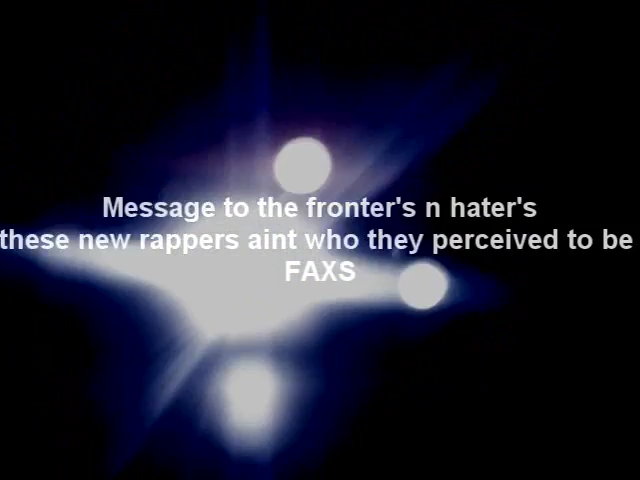 Message to the fronter's n hater's
these new rappers aint who they perceived to be
FAXS